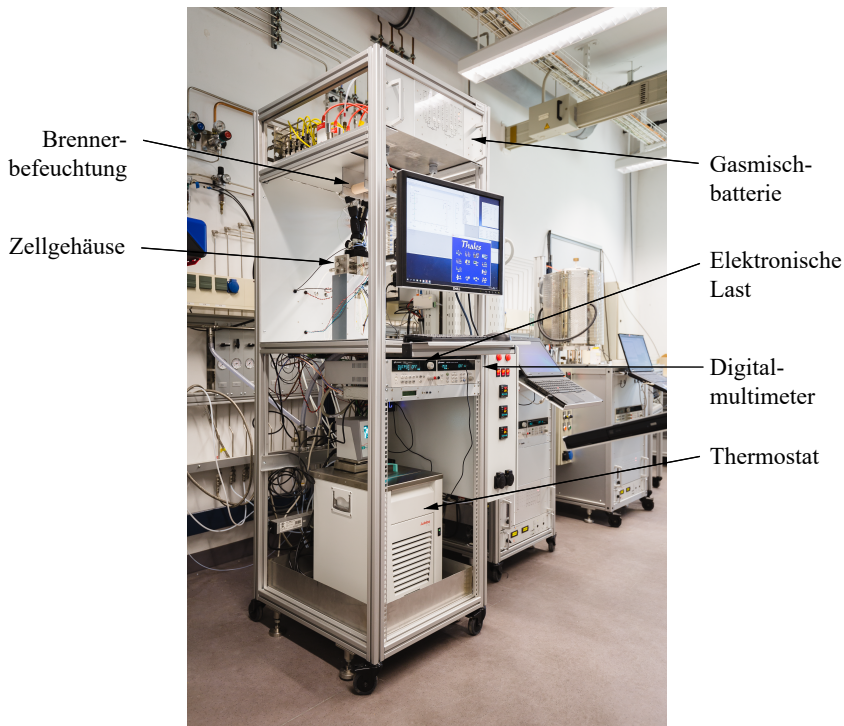 Brenner-
befeuchtung
Zellgehäuse
Gasmisch-
batterie
Elektronische
Last
Digital-
multimeter
Thermostat
Thales